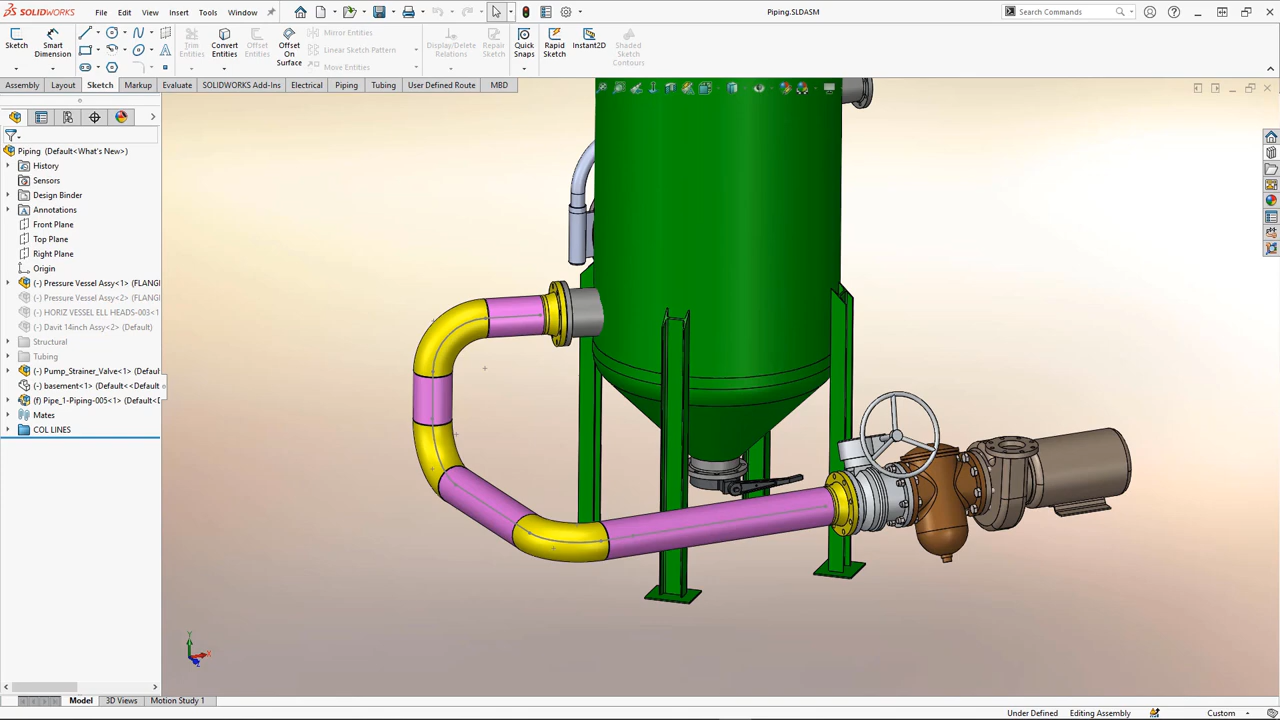 SOLIDWORKS File Edit View Insert Tools Window Piping.SLDASM Search Commands
Sketch Smart Dimension Trim Entities Convert Entities Offset Entities Offset On Surface Mirror Entities Linear Sketch Pattern Move Entities Display/Delete Relations Repair Sketch Quick Snaps Rapid Sketch Instant2D Shaded Sketch Contours
Assembly Layout Sketch Markup Evaluate SOLIDWORKS Add-Ins Electrical Piping Tubing User Defined Route MBD
Piping (Default<What's New>)
History
Sensors
Design Binder
Annotations
Front Plane
Top Plane
Right Plane
Origin
(-) Pressure Vessel Assy<1> (FLANG
(-) Pressure Vessel Assy<2> (FLAND
(-) HORIZ VESSEL ELL HEADS-003<1
(-) Davit 14inch Assy<2> (Default)
Structural
Tubing
(-) Pump_Strainer_Valve<1> (Defau
(-) basement<1> (Default<<Default
(f) Pipe_1-Piping-005<1> (Default<D
Mates
COL LINES
Y X Z
Model 3D Views Motion Study 1
Under Defined Editing Assembly Custom